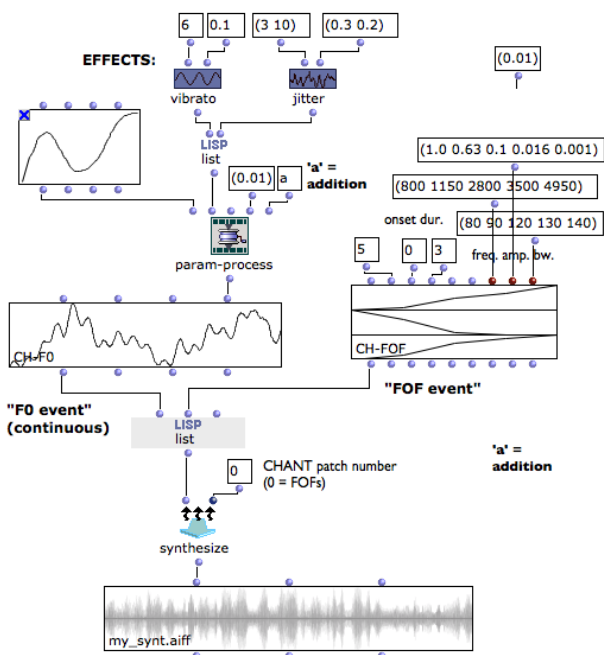 6
0.1
(3 10)
(0.3 0.2)
EFFECTS:
(0.01)
vibrato
jitter
LISP
list
(1.0 0.63 0.1 0.016 0.001)
(0.01)
a
'a' =
addition
(800 1150 2800 3500 4950)
onset dur.
(80 90 120 130 140)
5
0
3
freq. amp. bw.
param-process
CH-F0
CH-FOF
"F0 event"
(continuous)
"FOF event"
LISP
list
'a' =
addition
0
CHANT patch number
(0 = FOFs)
synthesize
my_synt.aiff